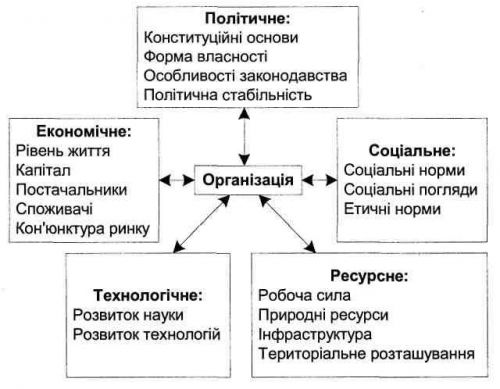 Політичне:
Конституційні основи
Форма власності
Особливості законодавства
Політична стабільність
Економічне:
Рівень життя
Капітал
Постачальники
Споживачі
Кон'юнктура ринку
Організація
Соціальне:
Соціальні норми
Соціальні погляди
Етичні норми
Технологічне:
Розвиток науки
Розвиток технологій
Ресурсне:
Робоча сила
Природні ресурси
Інфраструктура
Територіальне розташування